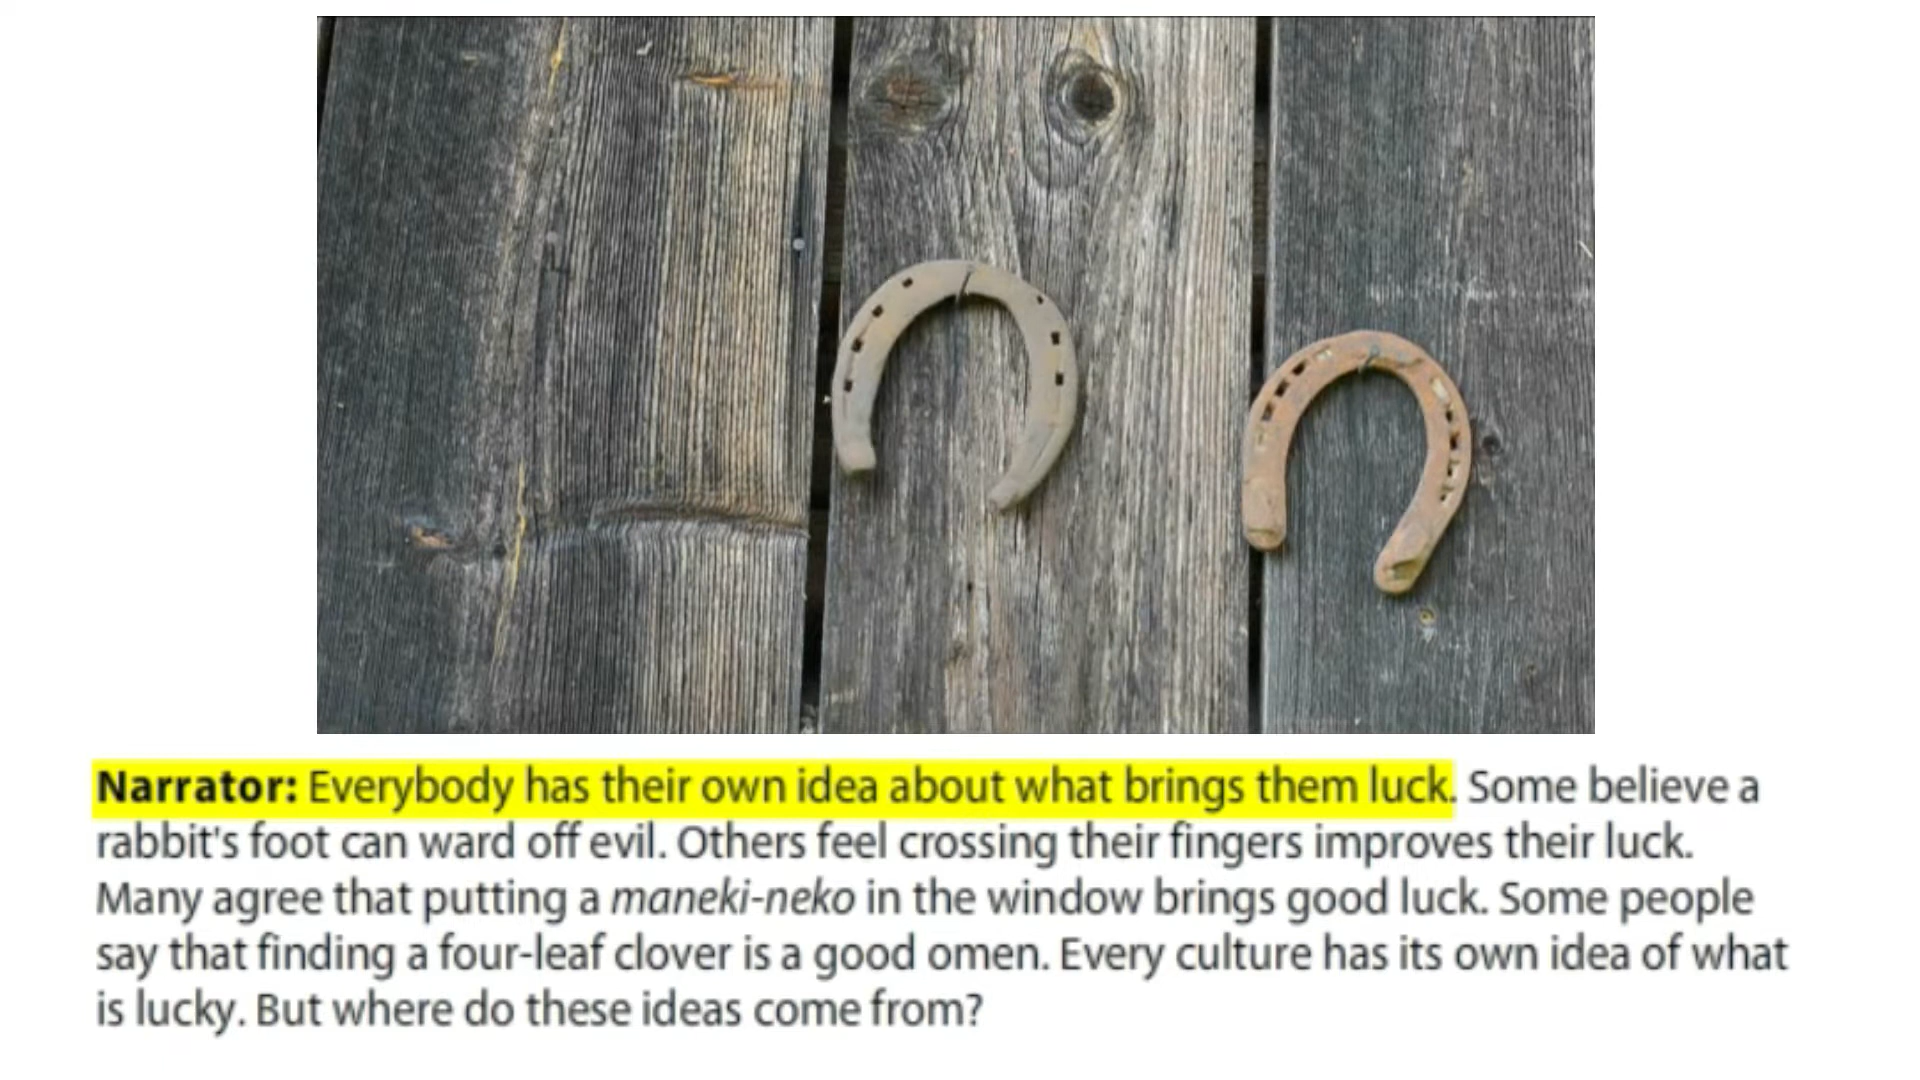 Narrator: Everybody has their own idea about what brings them luck. Some believe a
rabbit's foot can ward off evil. Others feel crossing their fingers improves their luck.
Many agree that putting a maneki-neko in the window brings good luck. Some people
say that finding a four-leaf clover is a good omen. Every culture has its own idea of what
is lucky. But where do these ideas come from?